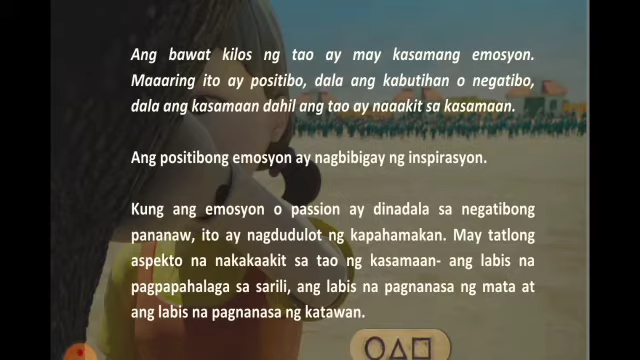 Ang bawat kilos ng tao ay may kasamang emosyon.
Maaaring ito ay positibo, dala ang kabutihan o negatibo,
dala ang kasamaan dahil ang tao ay naaakit sa kasamaan.
Ang positibong emosyon ay nagbibigay ng inspirasyon.
Kung ang emosyon o passion ay dinadala sa negatibong
pananaw, ito ay nagdudulot ng kapahamakan. May tatlong
aspekto na nakakaakit sa tao ng kasamaan- ang labis na
pagpapahalaga sa sarili, ang labis na pagnanasa ng mata at
ang labis na pagnanasa ng katawan.